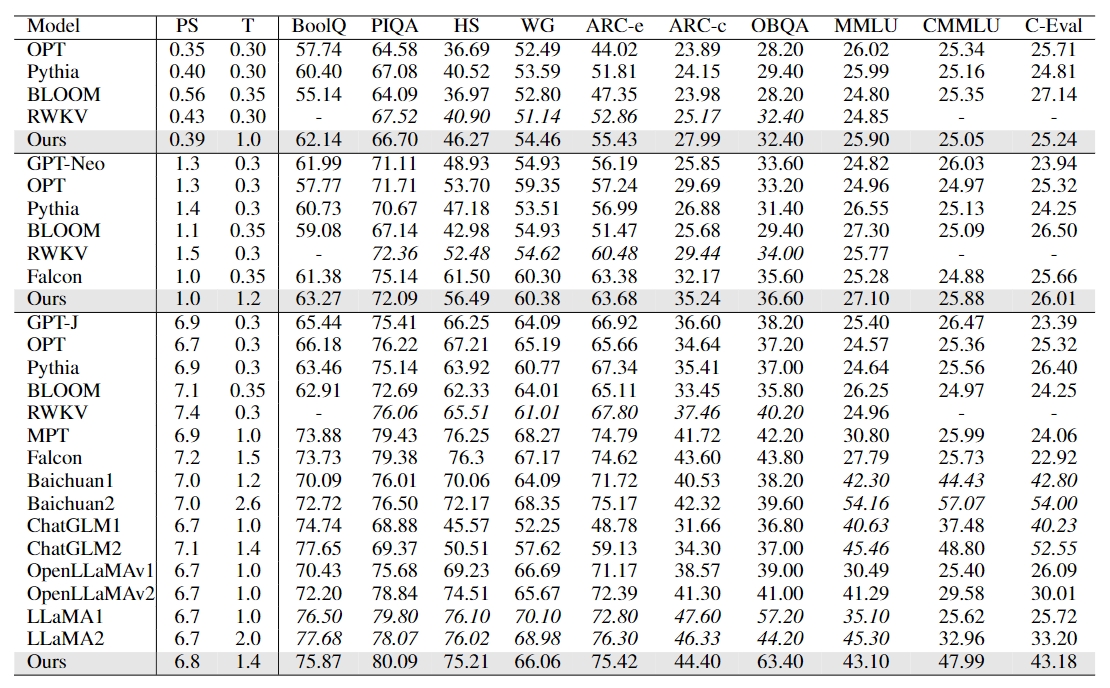 Model PS T BoolQ PIQA HS WG ARC-e ARC-c OBQA MMLU CMMLU C-Eval
OPT 0.35 0.30 57.74 64.58 36.69 52.49 44.02 23.89 28.20 26.02 25.34 25.71
Pythia 0.40 0.30 60.40 67.08 40.52 53.59 51.81 24.15 29.40 25.99 25.16 24.81
BLOOM 0.56 0.35 55.14 64.09 36.97 52.80 47.35 23.98 28.20 24.80 25.35 27.14
RWKV 0.43 0.30 - 67.52 40.90 51.14 52.86 25.17 32.40 24.85 - -
Ours 0.39 1.0 62.14 66.70 46.27 54.46 55.43 27.99 32.40 25.90 25.05 25.24
GPT-Neo 1.3 0.3 61.99 71.11 48.93 54.93 56.19 25.85 33.60 24.82 26.03 23.94
OPT 1.3 0.3 57.77 71.71 53.70 59.35 57.24 29.69 33.20 24.96 24.97 25.32
Pythia 1.4 0.3 60.73 70.67 47.18 53.51 56.99 26.88 31.40 26.55 25.13 24.25
BLOOM 1.1 0.35 59.08 67.14 42.98 54.93 51.47 25.68 29.40 27.30 25.09 26.50
RWKV 1.5 0.3 - 72.36 52.48 54.62 60.48 29.44 34.00 25.77 - -
Falcon 1.0 0.35 61.38 75.14 61.50 60.30 63.38 32.17 35.60 25.28 24.88 25.66
Ours 1.0 1.2 63.27 72.09 56.49 60.38 63.68 35.24 36.60 27.10 25.88 26.01
GPT-J 6.9 0.3 65.44 75.41 66.25 64.09 66.92 36.60 38.20 25.40 26.47 23.39
OPT 6.7 0.3 66.18 76.22 67.21 65.19 65.66 34.64 37.20 24.57 25.36 25.32
Pythia 6.9 0.3 63.46 75.14 63.92 60.77 67.34 35.41 37.00 24.64 25.56 26.40
BLOOM 7.1 0.35 62.91 72.69 62.33 64.01 65.11 33.45 35.80 26.25 24.97 24.25
RWKV 7.4 0.3 - 76.06 65.51 61.01 67.80 37.46 40.20 24.96 - -
MPT 6.9 1.0 73.88 79.43 76.25 68.27 74.79 41.72 42.20 30.80 25.99 24.06
Falcon 7.2 1.5 73.73 79.38 76.3 67.17 74.62 43.60 43.80 27.79 25.73 22.92
Baichuan1 7.0 1.2 70.09 76.01 70.06 64.09 71.72 40.53 38.20 42.30 44.43 42.80
Baichuan2 7.0 2.6 72.72 76.50 72.17 68.35 75.17 42.32 39.60 54.16 57.07 54.00
ChatGLM1 6.7 1.0 74.74 68.88 45.57 52.25 48.78 31.66 36.80 40.63 37.48 40.23
ChatGLM2 7.1 1.4 77.65 69.37 50.51 57.62 59.13 34.30 37.00 45.46 48.80 52.55
OpenLLaMAv1 6.7 1.0 70.43 75.68 69.23 66.69 71.17 38.57 39.00 30.49 25.40 26.09
OpenLLaMAv2 6.7 1.0 72.20 78.84 74.51 65.67 72.39 41.30 41.00 41.29 29.58 30.01
LLaMA1 6.7 1.0 76.50 79.80 76.10 70.10 72.80 47.60 57.20 35.10 25.62 25.72
LLaMA2 6.7 2.0 77.68 78.07 76.02 68.98 76.30 46.33 44.20 45.30 32.96 33.20
Ours 6.8 1.4 75.87 80.09 75.21 66.06 75.42 44.40 63.40 43.10 47.99 43.18